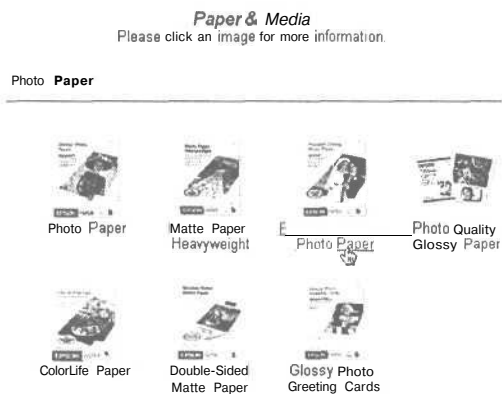 Paper & Media
Please click an image for more information.
Photo Paper
Photo Paper
Matte Paper
Heavyweight
Photo Paper
Photo Quality
Glossy Paper
ColorLife Paper
Double-Sided
Matte Paper
Glossy Photo
Greeting Cards